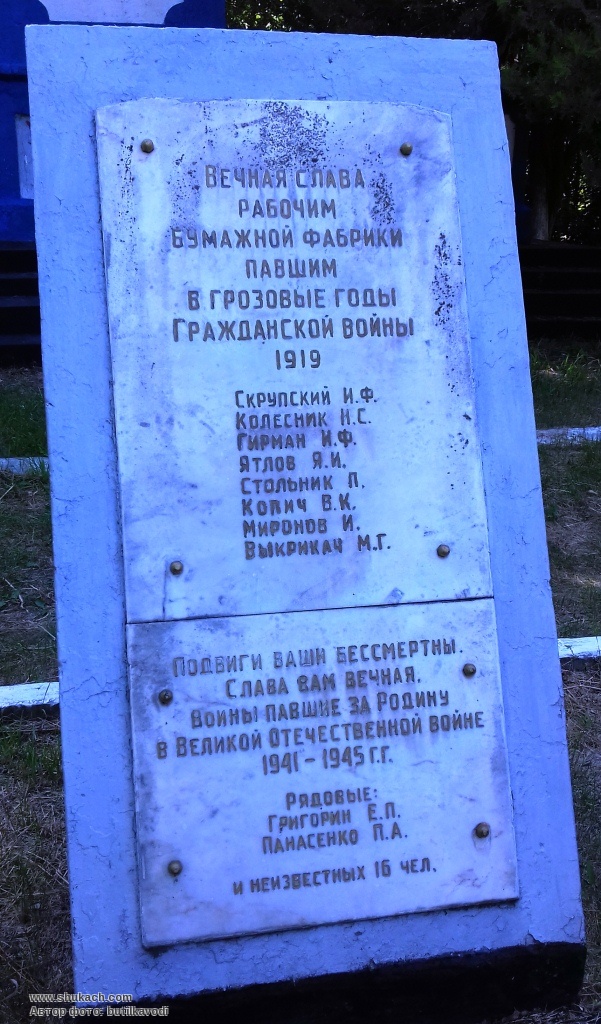 Вечная слава
рабочим
бумажной фабрики
павшим
в грозовые годы
Гражданской войны
1919
Скрупский И.Ф.
Колесник Н.С.
Гирман И.Ф.
Ятлов Я.И.
Стольник П.
Копич В.К.
Миронов И.
Выкрикач М.Г.
Подвиги ваши бессмертны.
Слава вам вечная,
воины павшие за Родину
в Великой Отечественной войне
1941 – 1945 г.г.
рядовые:
Григорин Е.П.
Панасенко П.А.
и неизвестных 16 чел.
www.shukach.com
Автор фото: butilkavodi